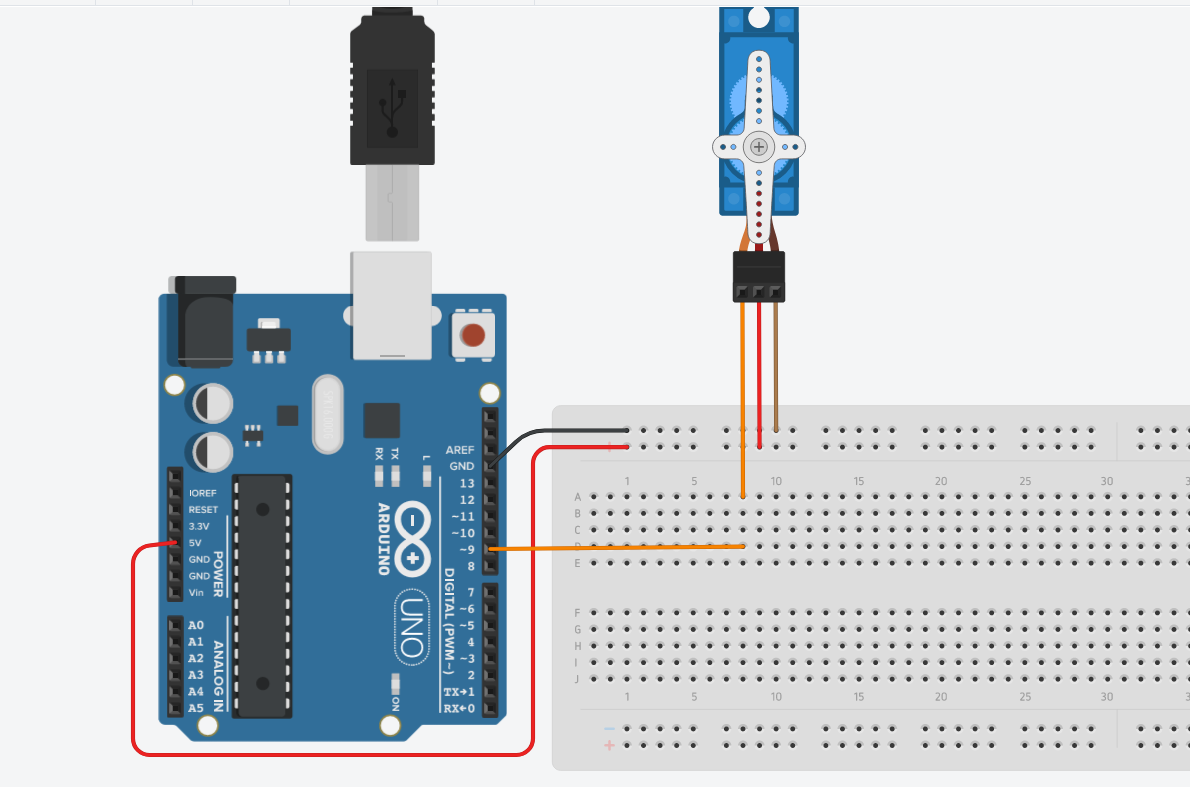 RX
TX
L
AREF
GND
13
12
~11
~10
~9
8
7
~6
~5
4
~3
2
TX→1
RX←0
DIGITAL (PWM~)
ARDUINO
UNO
ON
IOREF
RESET
3.3V
5V
GND
GND
Vin
POWER
A0
A1
A2
A3
A4
A5
ANALOG IN
1 5 10 15 20 25 30
A
B
C
E
F
G
H
I
J
1 5 10 15 20 25 30
−
+